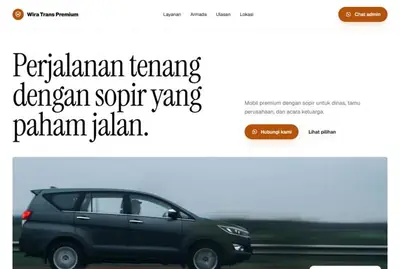 Wira Trans Premium
Layanan
Armada
Ulasan
Lokasi
Chat admin
Perjalanan tenang
dengan sopir yang
paham jalan.
Mobil premium dengan sopir untuk dinas, tamu
perusahaan, dan acara keluarga.
Hubungi kami
Lihat pilihan